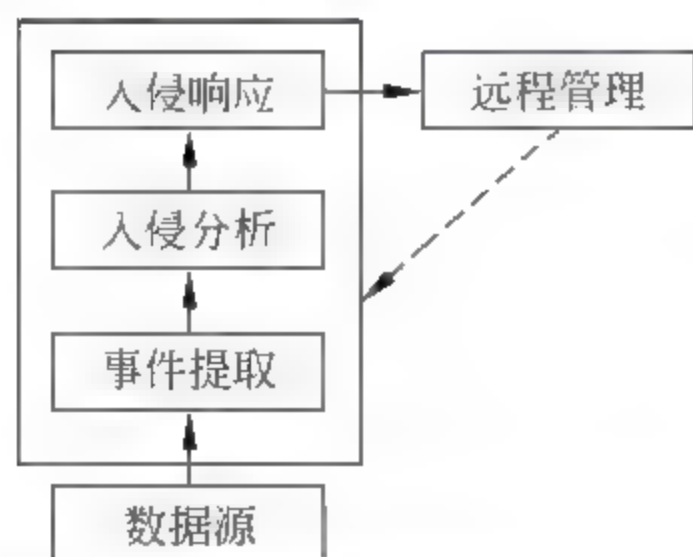 入侵响应
远程管理
入侵分析
事件提取
数据源